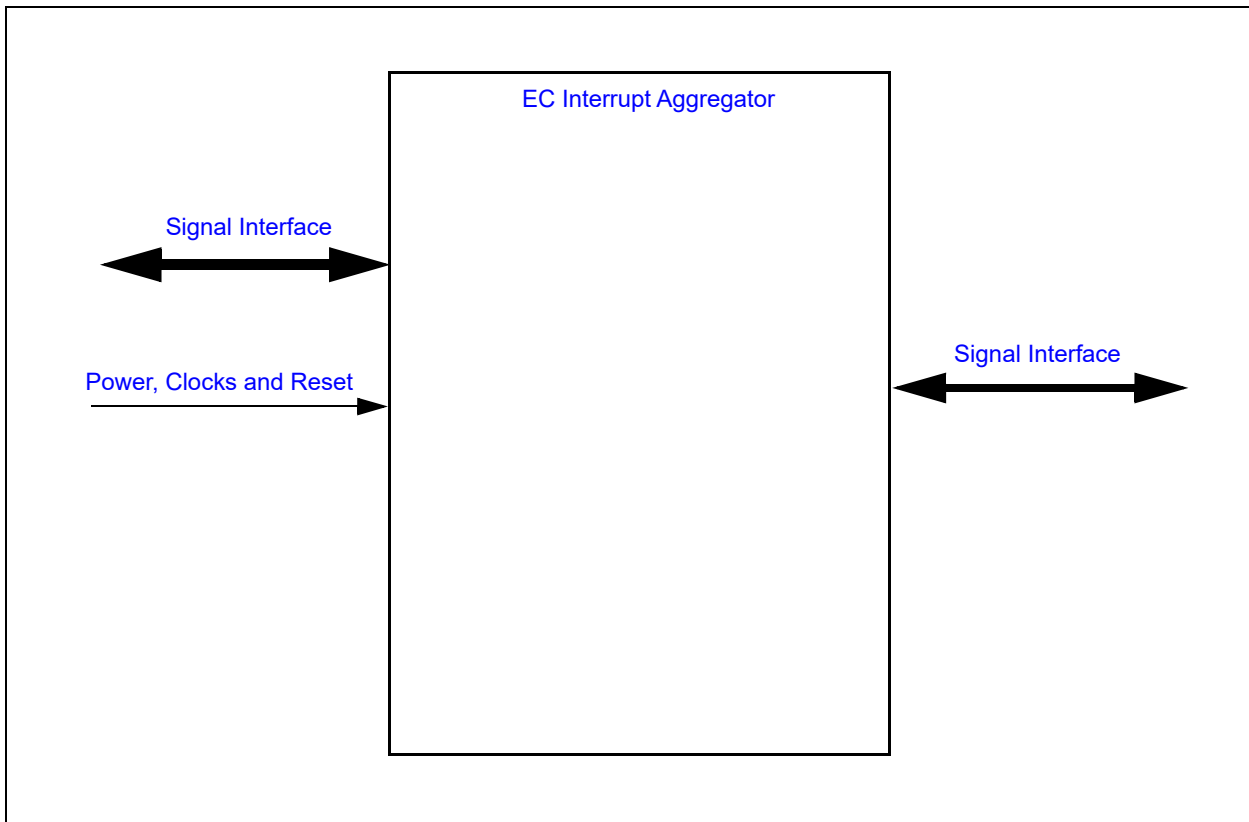 EC Interrupt Aggregator
Signal Interface
Signal Interface
Power, Clocks and Reset